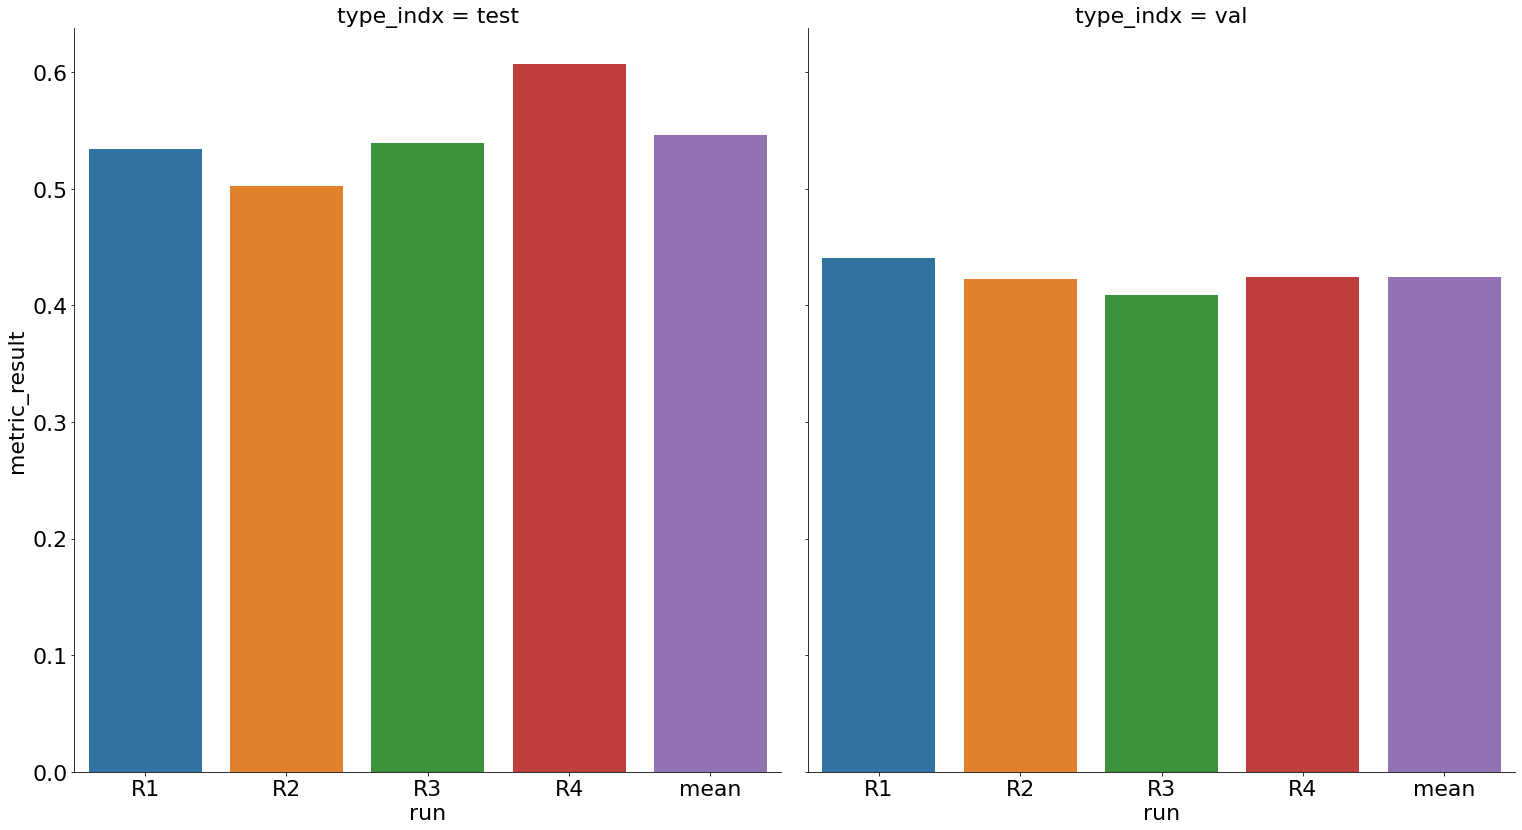 type_indx = test
type_indx = val
metric_result
0.6
0.5
0.4
0.3
0.2
0.1
0.0
R1 R2 R3 R4 mean
run
R1 R2 R3 R4 mean
run